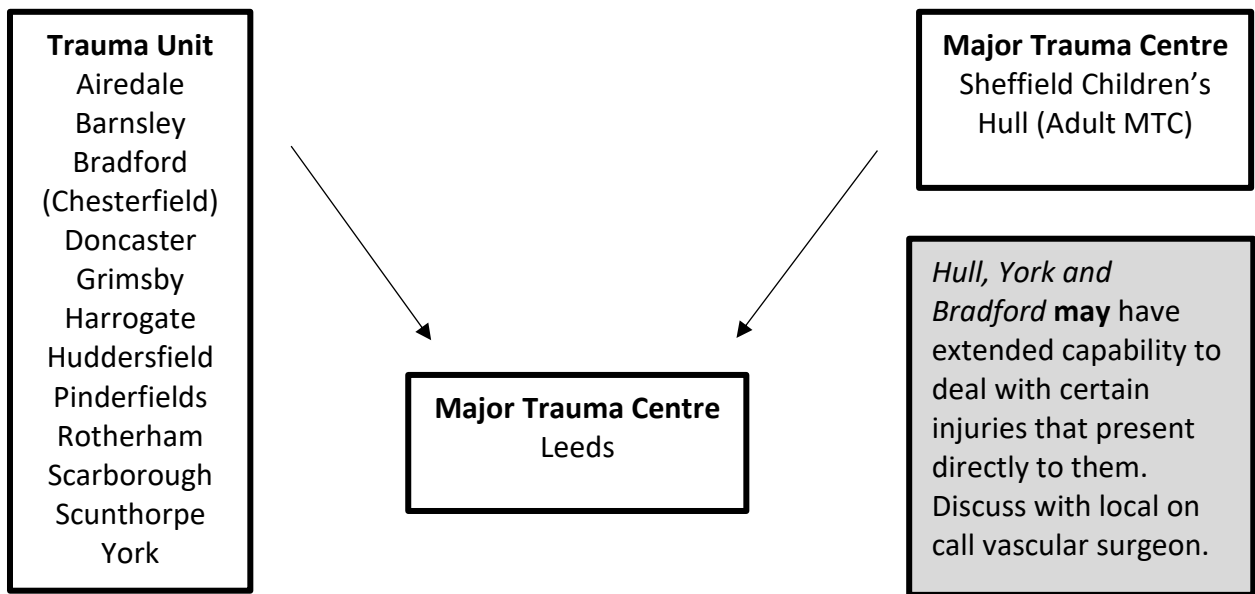 Trauma Unit
Airedale
Barnsley
Bradford
(Chesterfield)
Doncaster
Grimsby
Harrogate
Huddersfield
Pinderfields
Rotherham
Scarborough
Scunthorpe
York
Major Trauma Centre
Leeds
Major Trauma Centre
Sheffield Children’s
Hull (Adult MTC)
Hull, York and
Bradford may have
extended capability to
deal with certain
injuries that present
directly to them.
Discuss with local on
call vascular surgeon.